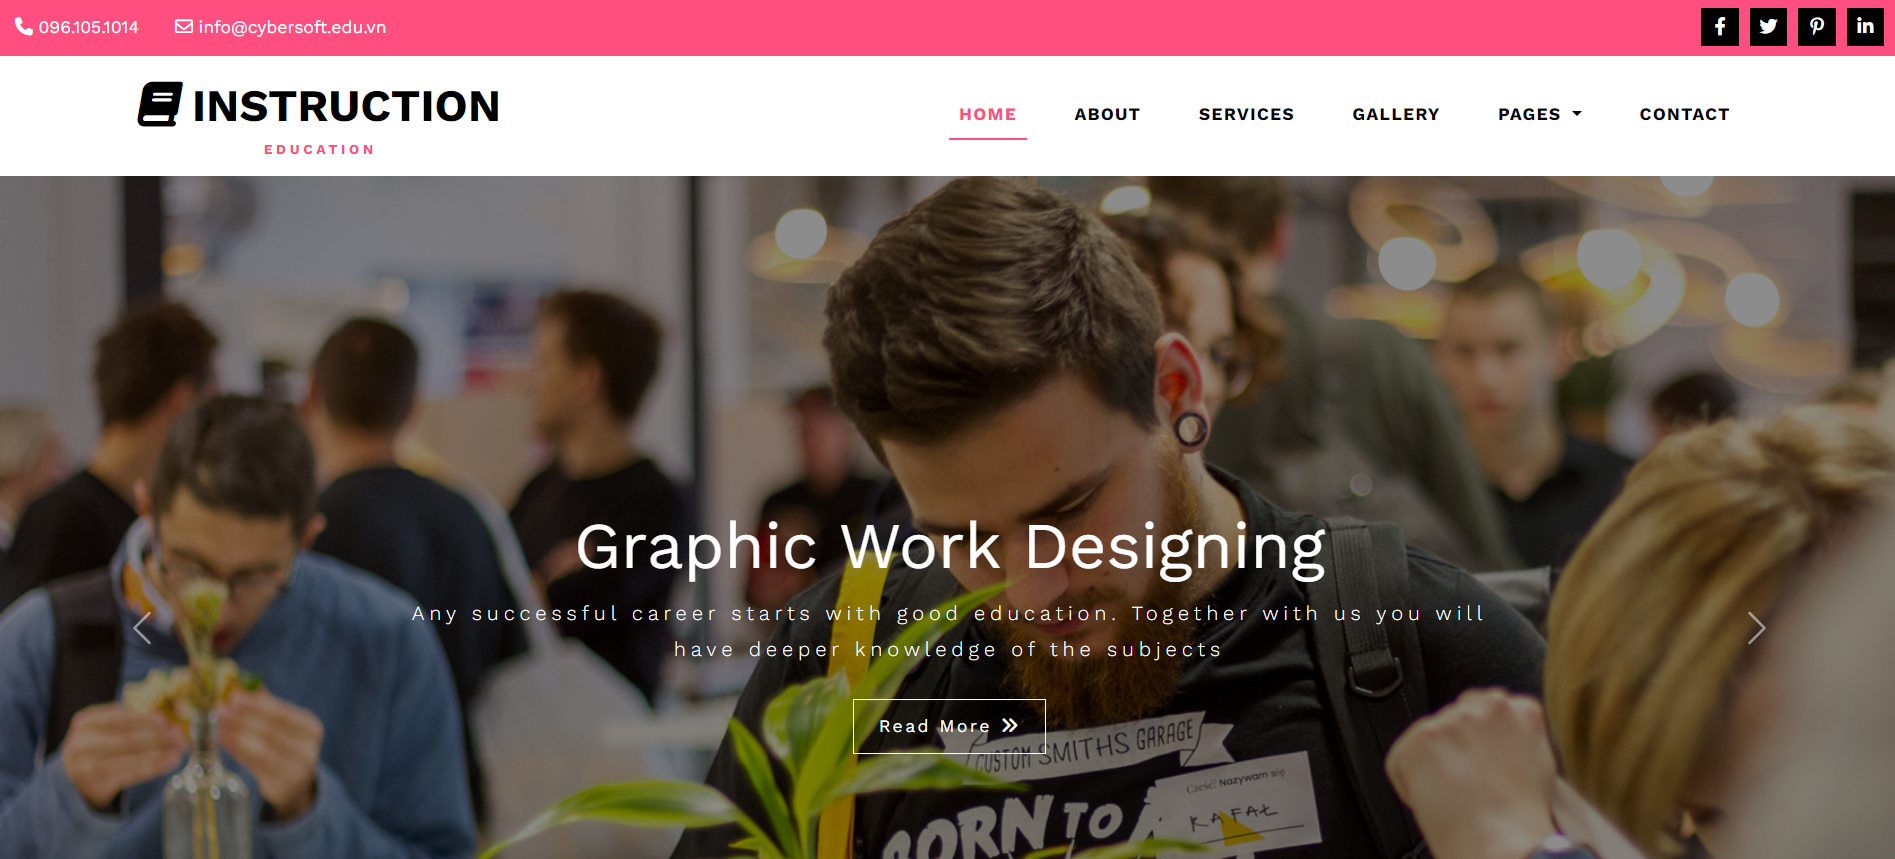 096.105.1014 info@cybersoft.edu.vn
INSTRUCTION
EDUCATION
HOME ABOUT SERVICES GALLERY PAGES CONTACT
Graphic Work Designing
Any successful career starts with good education. Together with us you will
have deeper knowledge of the subjects
Read More
CUSTOM SMITHS GARAGE
Cześć Nazywam się
RAFAŁ
BORN TO